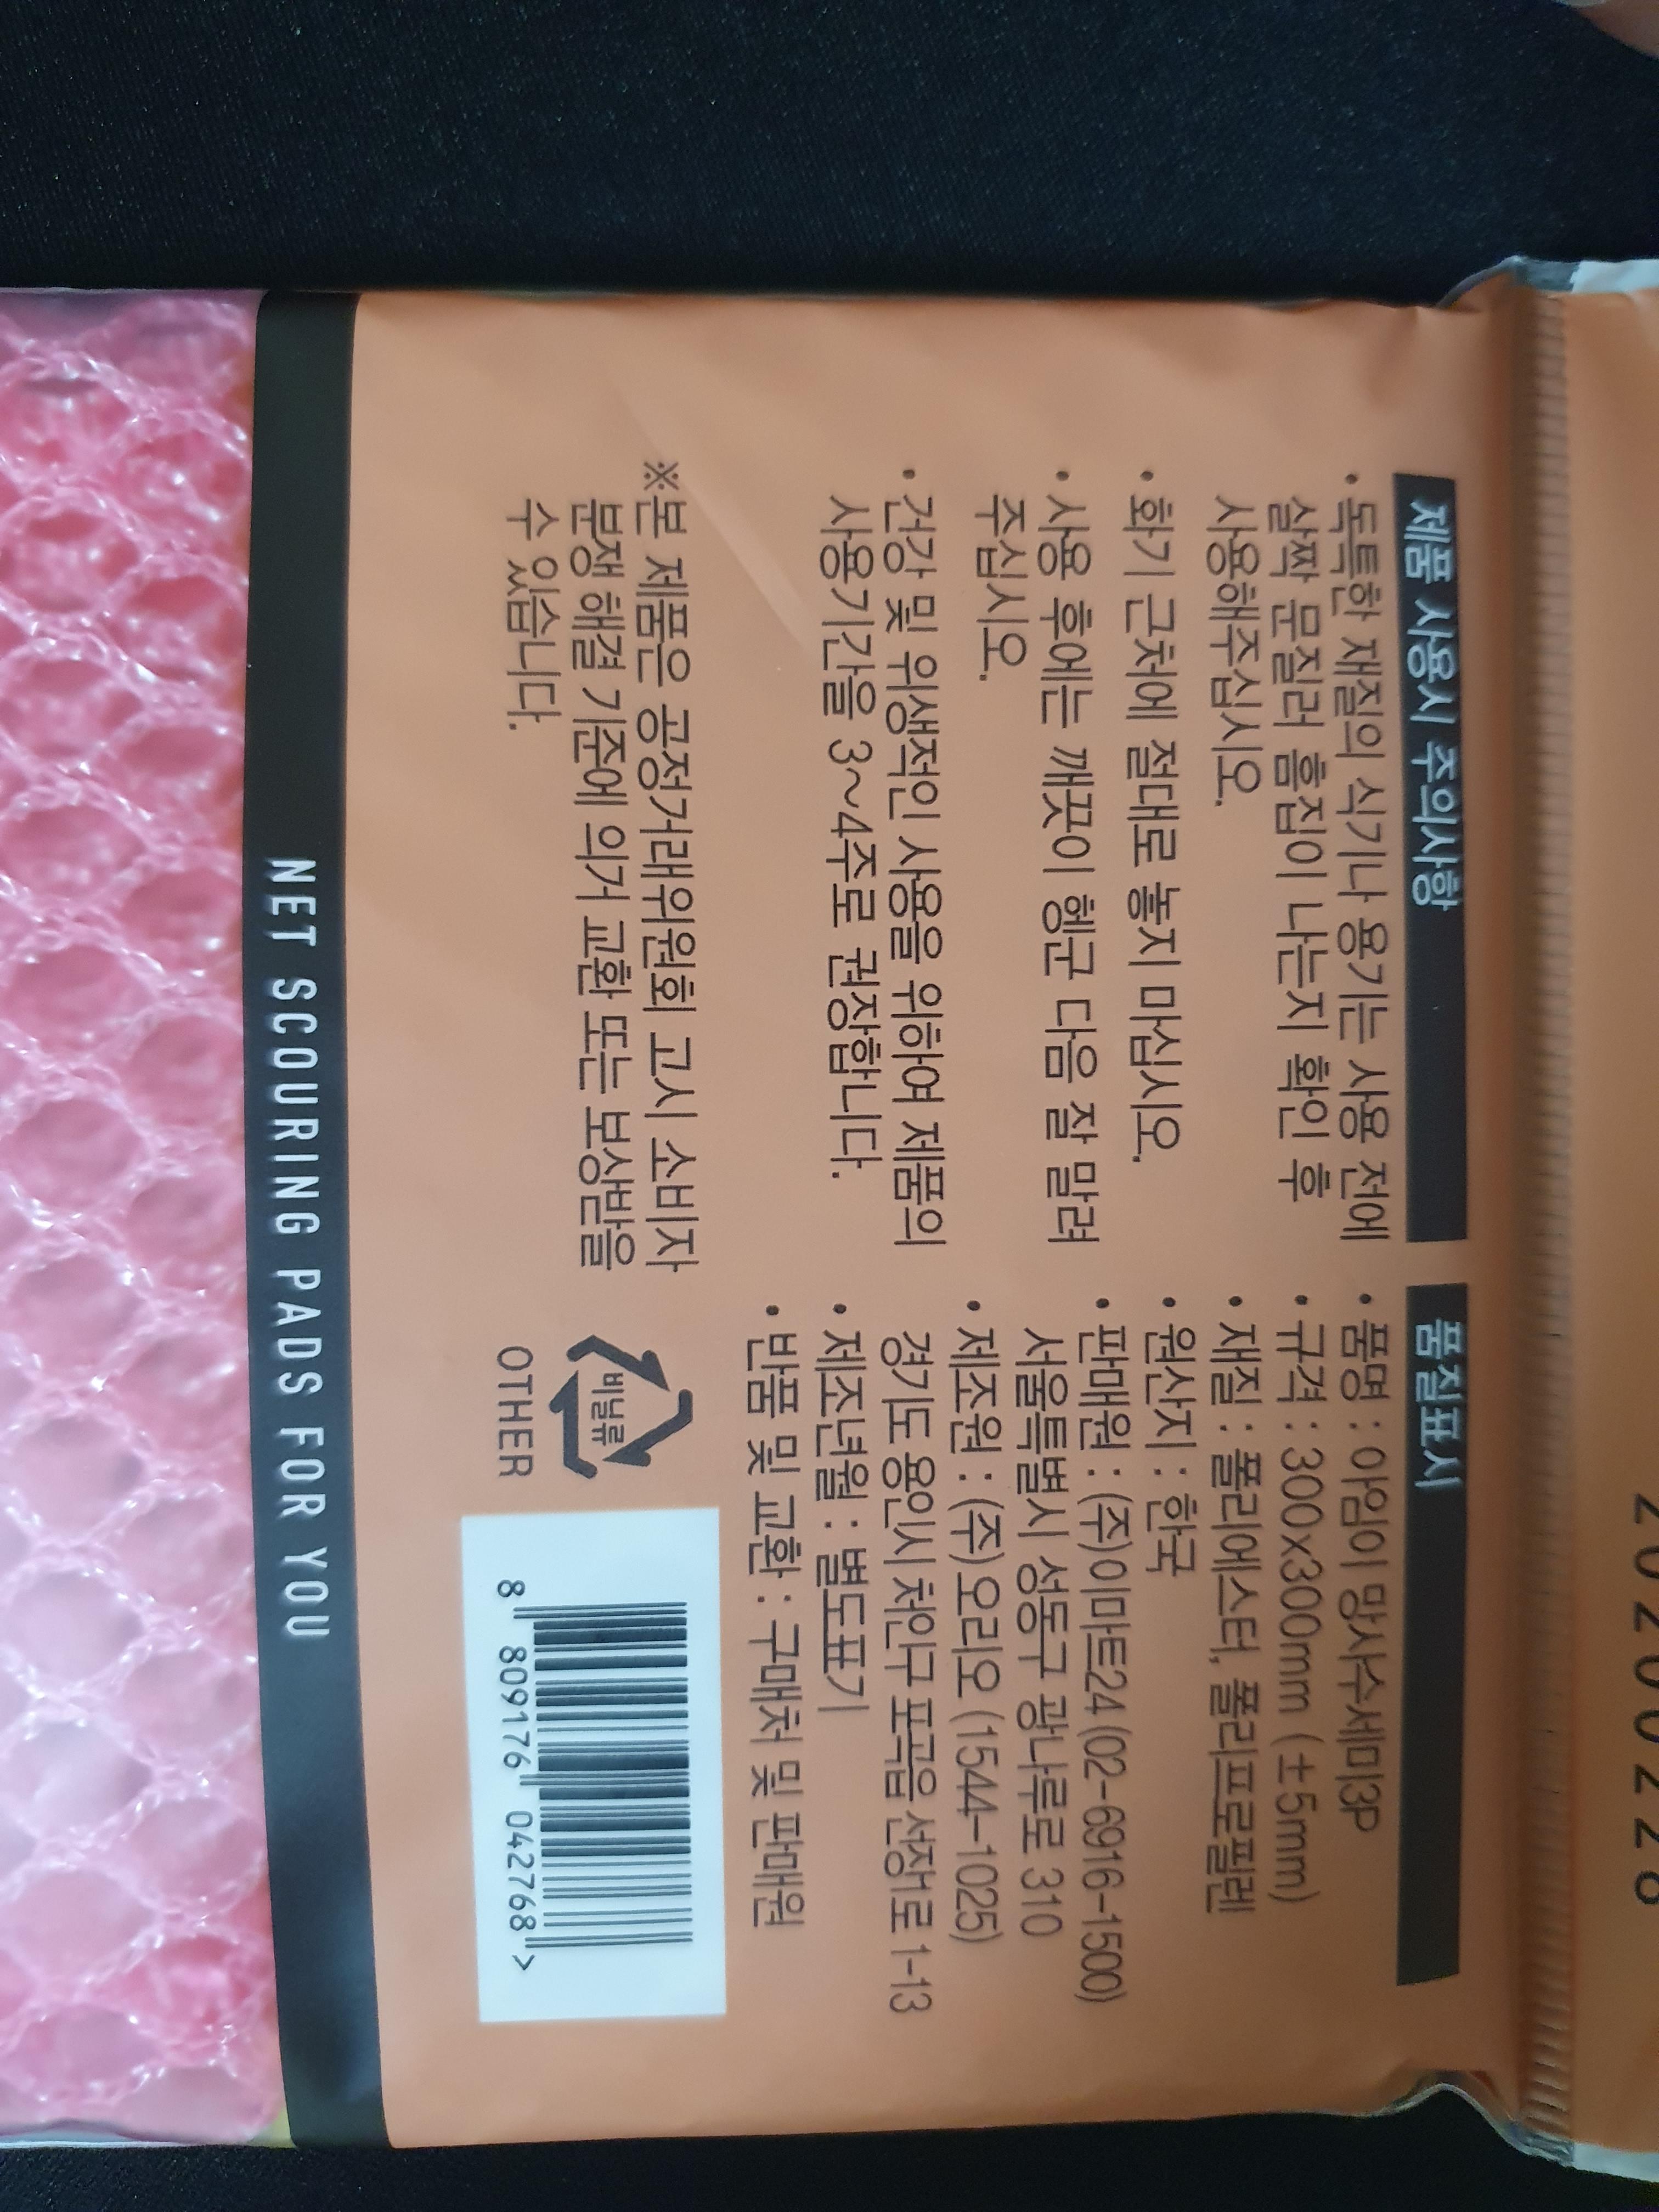 20200228
제품 사용시 주의사항
• 독특한 재질의 식기나 용기는 사용 전에
살짝 문질러 흠집이 나는지 확인 후
사용해주십시오.
• 화기 근처에 절대로 놓지 마십시오.
• 사용 후에는 깨끗이 헹군 다음 잘 말려
주십시오.
• 건강 및 위생적인 사용을 위하여 제품의
사용기간을 3~4주로 권장합니다.
※본 제품은 공정거래위원회 고시 소비자
분쟁 해결 기준에 의거 교환 또는 보상받을
수 있습니다.
품질표시
• 품명 : 아임이 망사수세미3P
• 규격 : 300x300mm (±5mm)
• 재질 : 폴리에스터, 폴리프로필렌
• 원산지 : 한국
• 판매원 : (주)이마트24 (02-6916-1500)
서울특별시 성동구 광나루로 310
• 제조원 : (주)오리오 (1544-1025)
경기도 용인시 처인구 포곡읍 선장로 1-13
• 제조년월 : 별도표기
• 반품 및 교환 : 구매처 및 판매원
비닐류
OTHER
8 809176 042768 >
NET SCOURING PADS FOR YOU